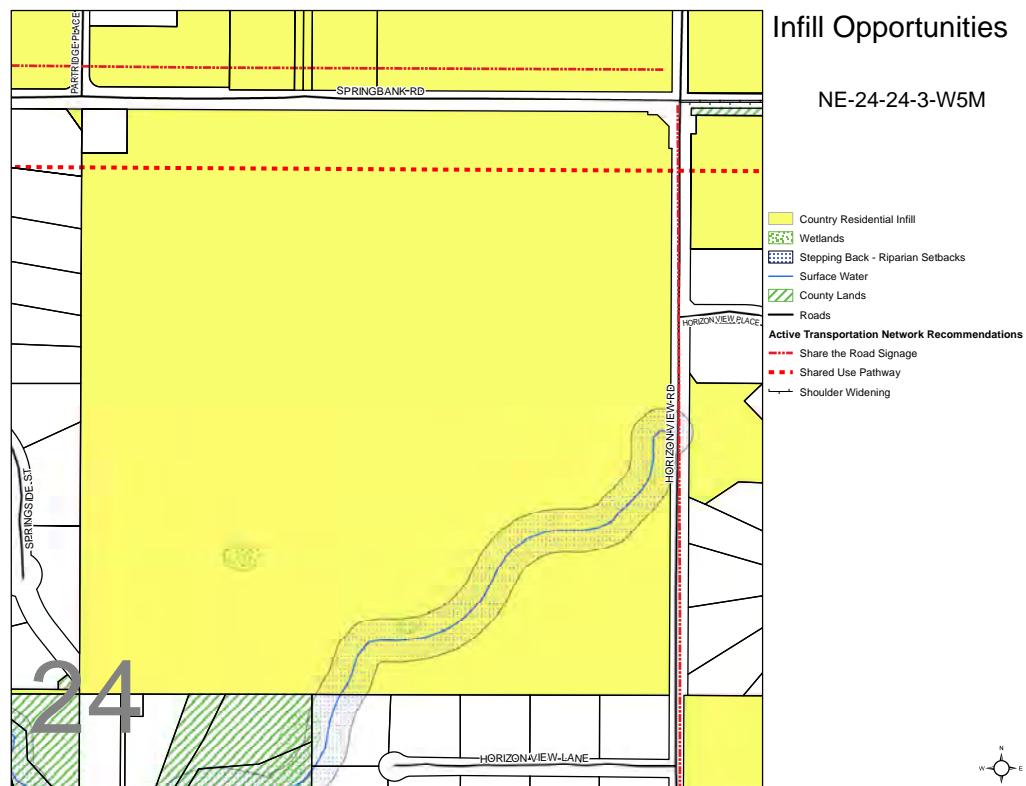 Infill Opportunities
NE-24-24-3-W5M
PARTRIDGE PLACE
SPRINGBANK RD
HORIZON VIEW PLACE
HORIZON VIEW RD
SPRINGSIDE ST
24
HORIZON VIEW LANE
Country Residential Infill
Wetlands
Stepping Back - Riparian Setbacks
Surface Water
County Lands
Roads
Active Transportation Network Recommendations
Share the Road Signage
Shared Use Pathway
Shoulder Widening
N
W E
S